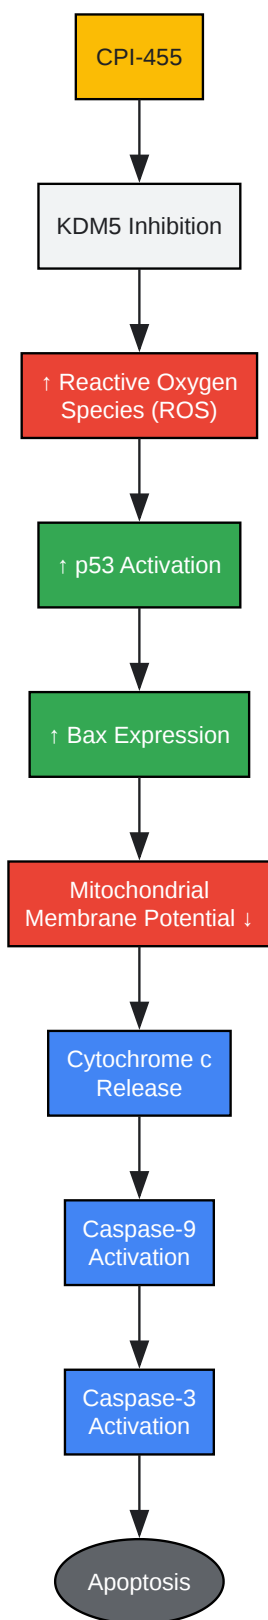 CPI-455
KDM5 Inhibition
↑ Reactive Oxygen
Species (ROS)
↑ p53 Activation
↑ Bax Expression
Mitochondrial
Membrane Potential ↓
Cytochrome c
Release
Caspase-9
Activation
Caspase-3
Activation
Apoptosis